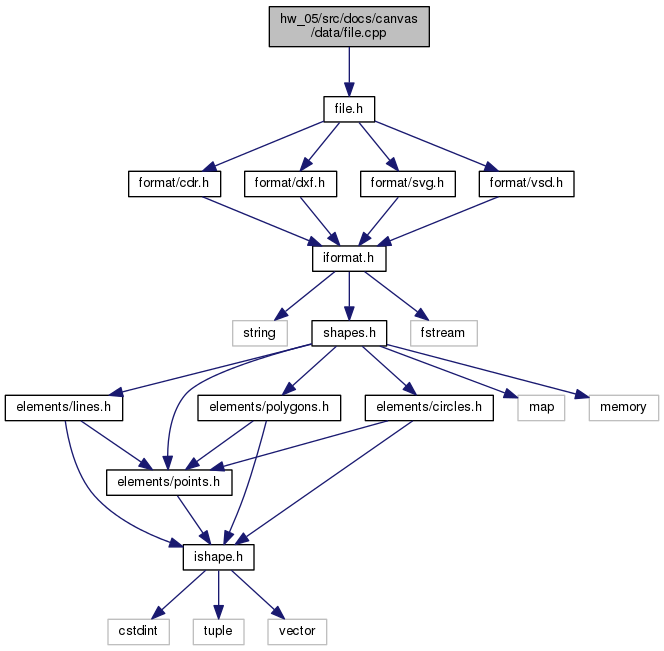 hw_05/src/docs/canvas
/data/file.cpp
file.h
format/cdr.h
format/dxf.h
format/svg.h
format/vsd.h
iformat.h
string
shapes.h
fstream
elements/lines.h
elements/polygons.h
elements/circles.h
map
memory
elements/points.h
ishape.h
cstdint
tuple
vector